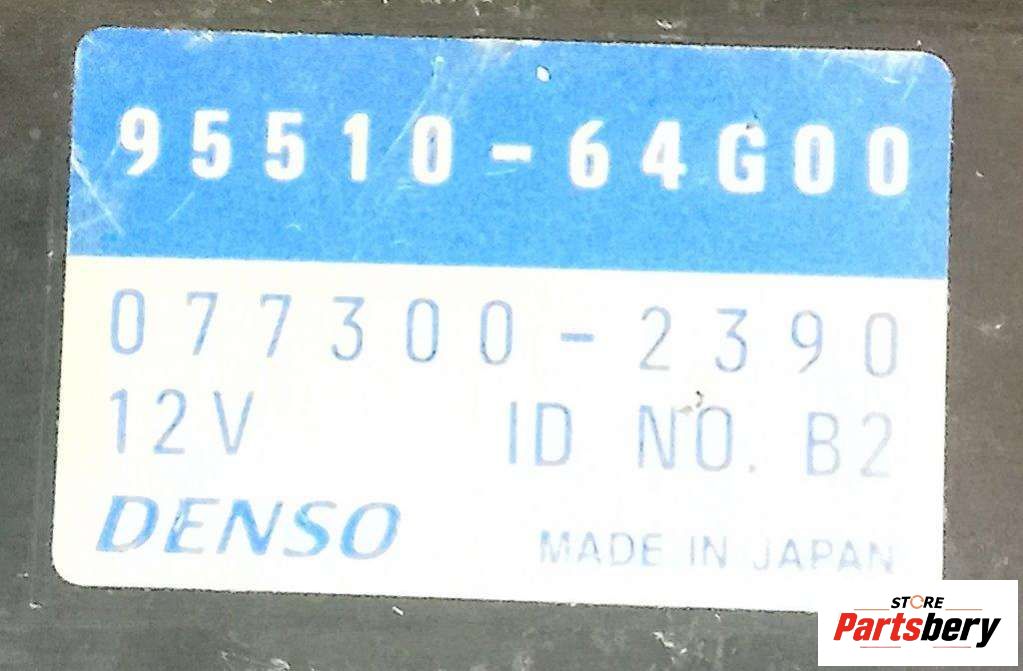 95510-64G00
077300-2390
12V ID NO. B2
DENSO MADE IN JAPAN
STORE
Partsbery